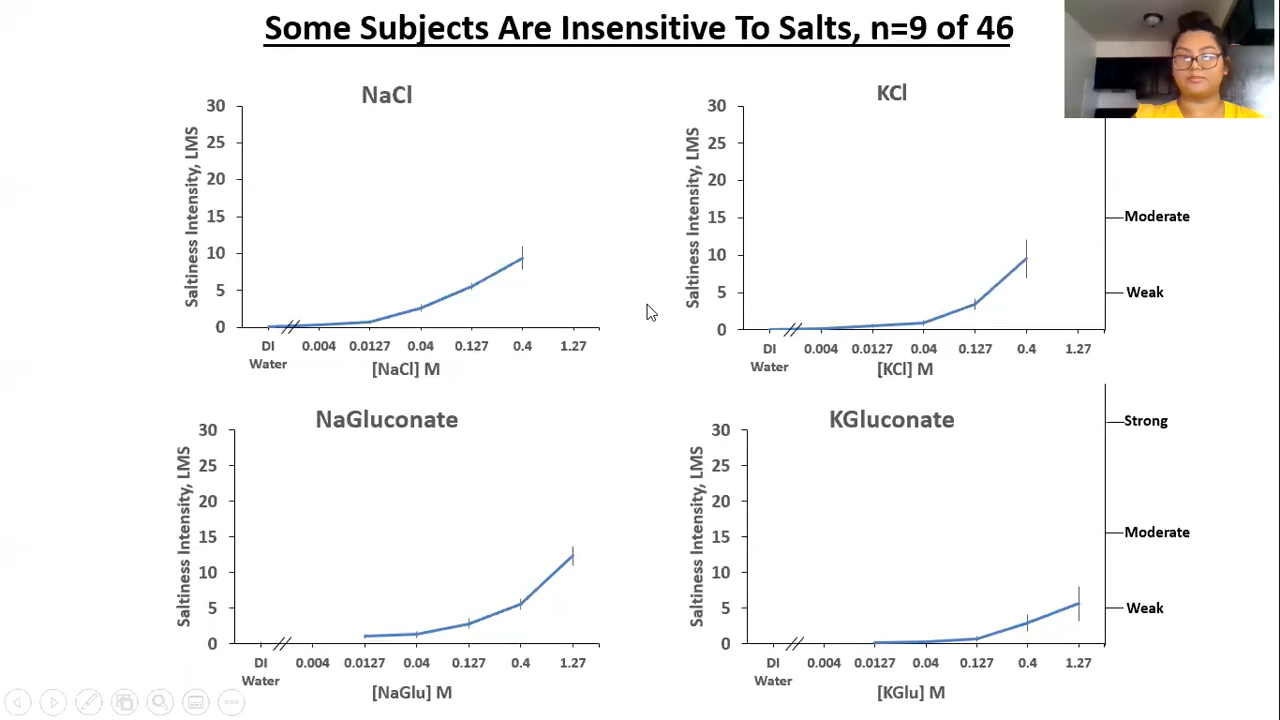 Some Subjects Are Insensitive To Salts, n=9 of 46
NaCl
Saltiness Intensity, LMS
30
25
20
15
10
5
0
DI Water
0.004
0.0127
0.04
0.127
0.4
1.27
[NaCl] M
KCl
Saltiness Intensity, LMS
30
25
20
15
10
5
0
DI Water
0.004
0.0127
0.04
0.127
0.4
1.27
[KCl] M
Moderate
Weak
NaGluconate
Saltiness Intensity, LMS
30
25
20
15
10
5
0
DI Water
0.004
0.0127
0.04
0.127
0.4
1.27
[NaGlu] M
KGluconate
Saltiness Intensity, LMS
30
25
20
15
10
5
0
DI Water
0.004
0.0127
0.04
0.127
0.4
1.27
[KGlu] M
Strong
Moderate
Weak